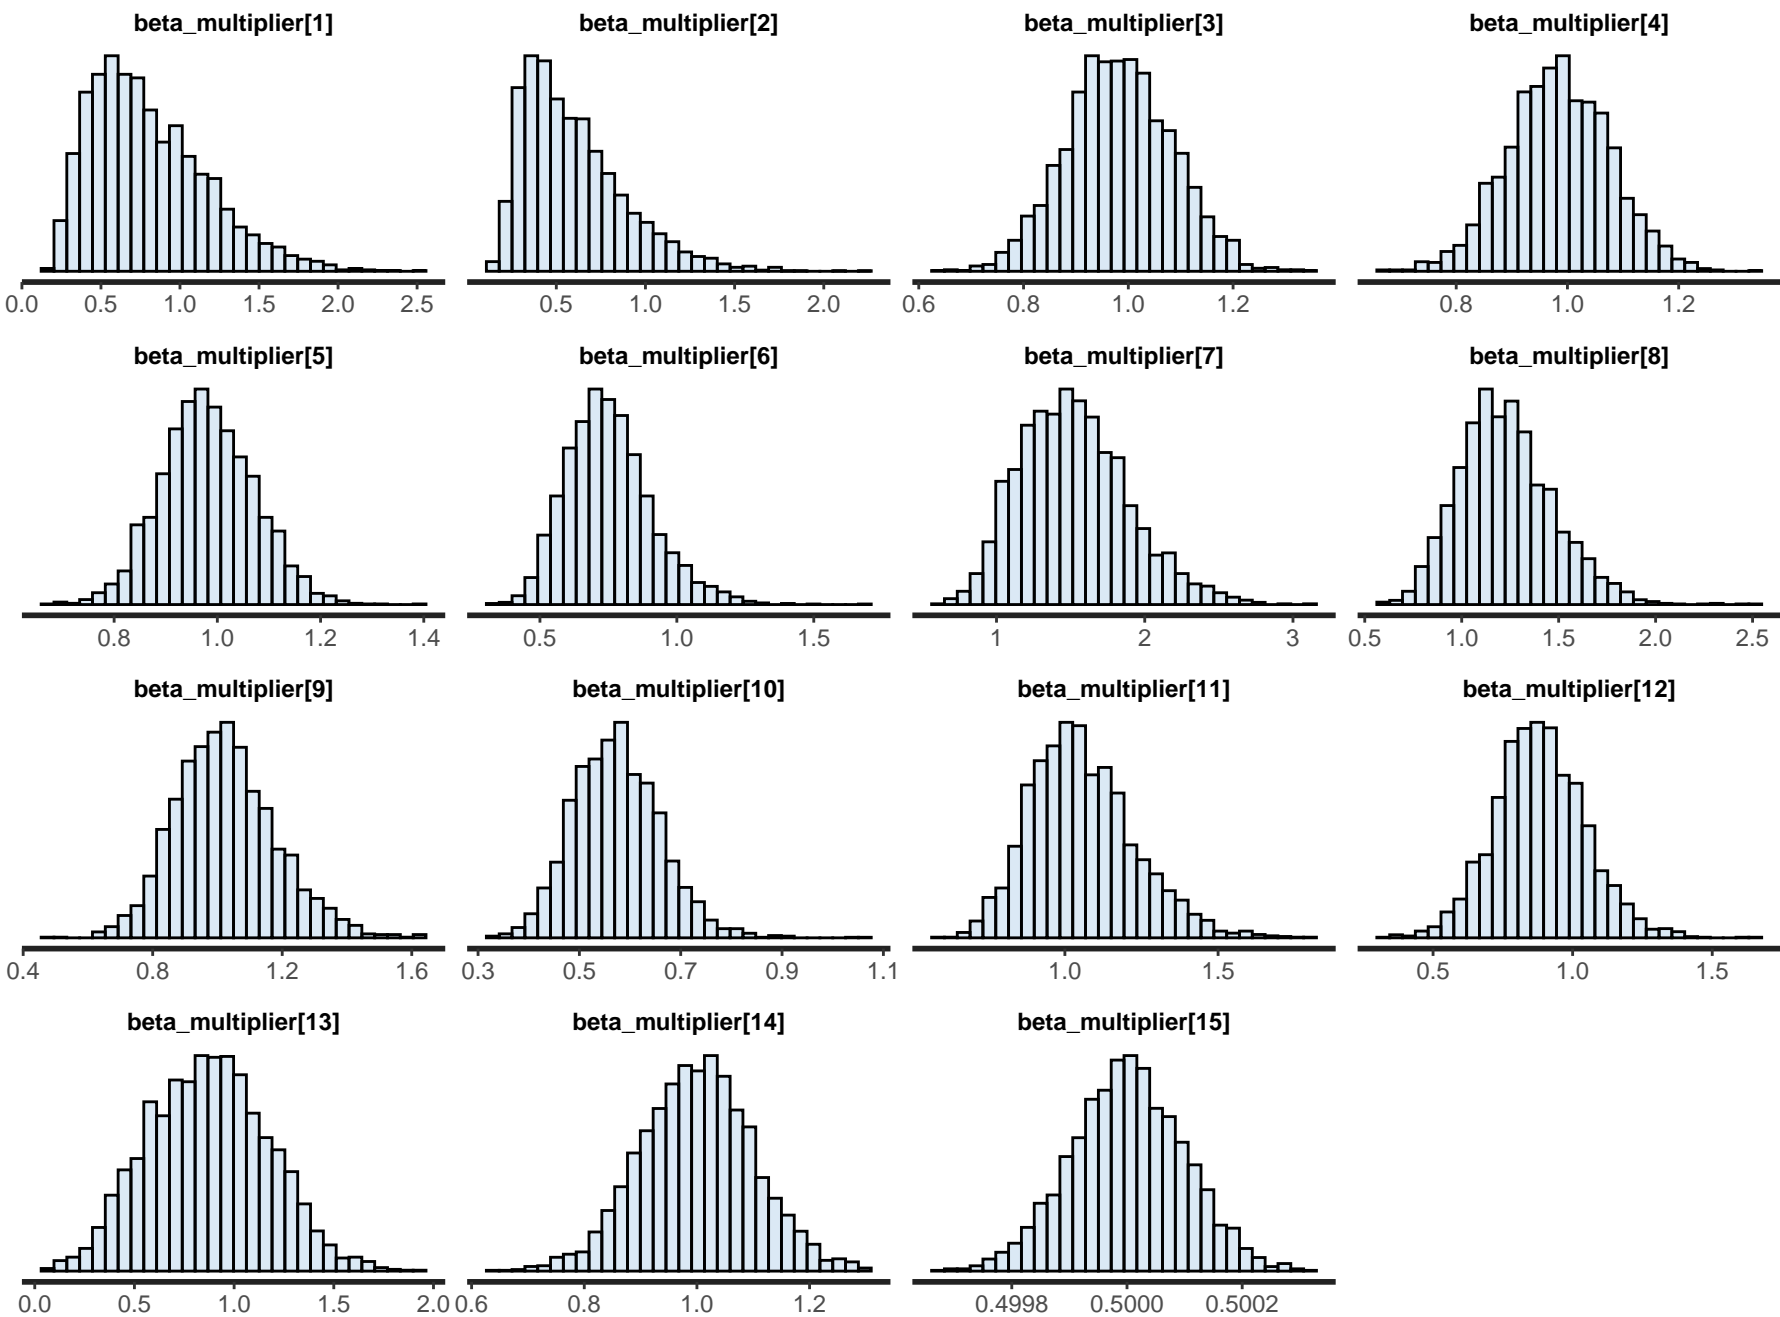 beta_multiplier[1] beta_multiplier[2] beta_multiplier[3] beta_multiplier[4]
0.0 0.5 1.0 1.5 2.0 2.5 0.5 1.0 1.5 2.0 0.6 0.8 1.0 1.2 0.8 1.0 1.2
beta_multiplier[5] beta_multiplier[6] beta_multiplier[7] beta_multiplier[8]
0.8 1.0 1.2 1.4 0.5 1.0 1.5 1 2 3 0.5 1.0 1.5 2.0 2.5
beta_multiplier[9] beta_multiplier[10] beta_multiplier[11] beta_multiplier[12]
0.4 0.8 1.2 1.6 0.3 0.5 0.7 0.9 1.1 1.0 1.5 0.5 1.0 1.5
beta_multiplier[13] beta_multiplier[14] beta_multiplier[15]
0.0 0.5 1.0 1.5 2.0 0.6 0.8 1.0 1.2 0.4998 0.5000 0.5002